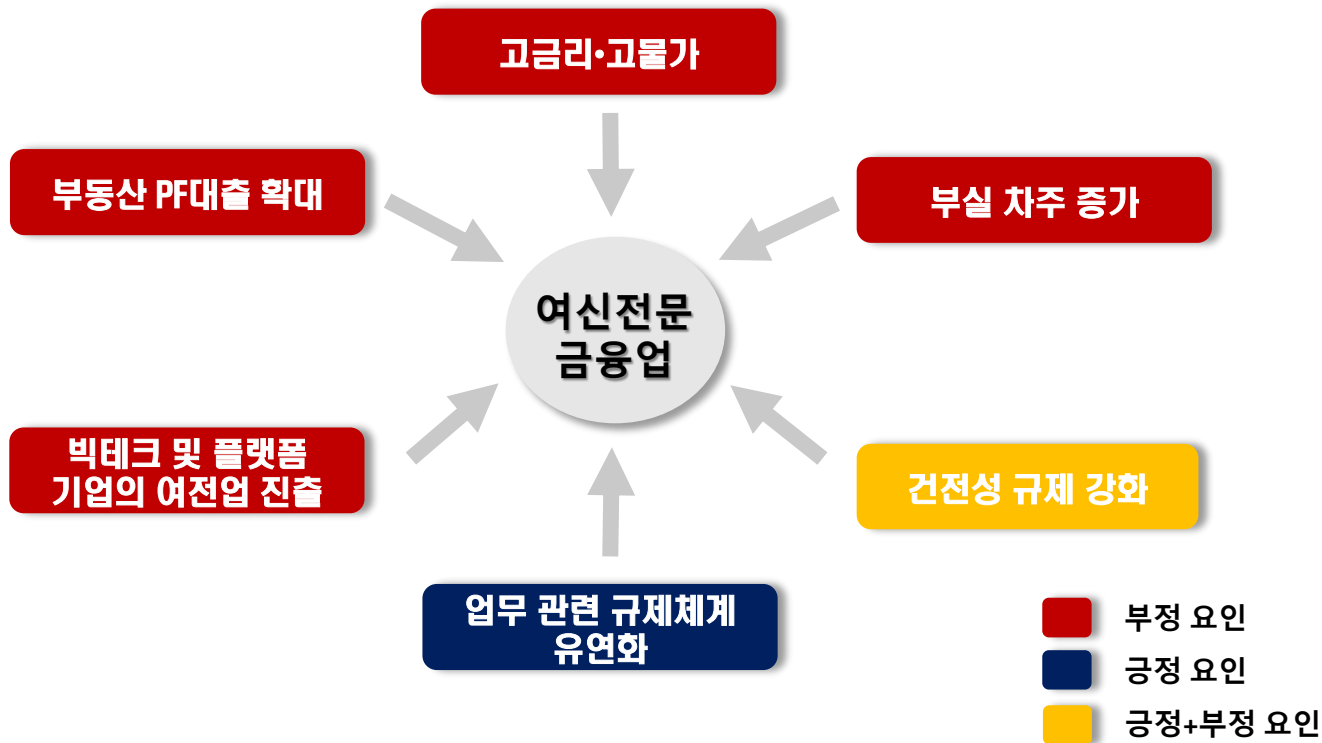 고금리·고물가
부동산 PF대출 확대
부실 차주 증가
여신전문
금융업
빅테크 및 플랫폼
기업의 여전업 진출
건전성 규제 강화
업무 관련 규제체계
유연화
부정 요인
긍정 요인
긍정+부정 요인